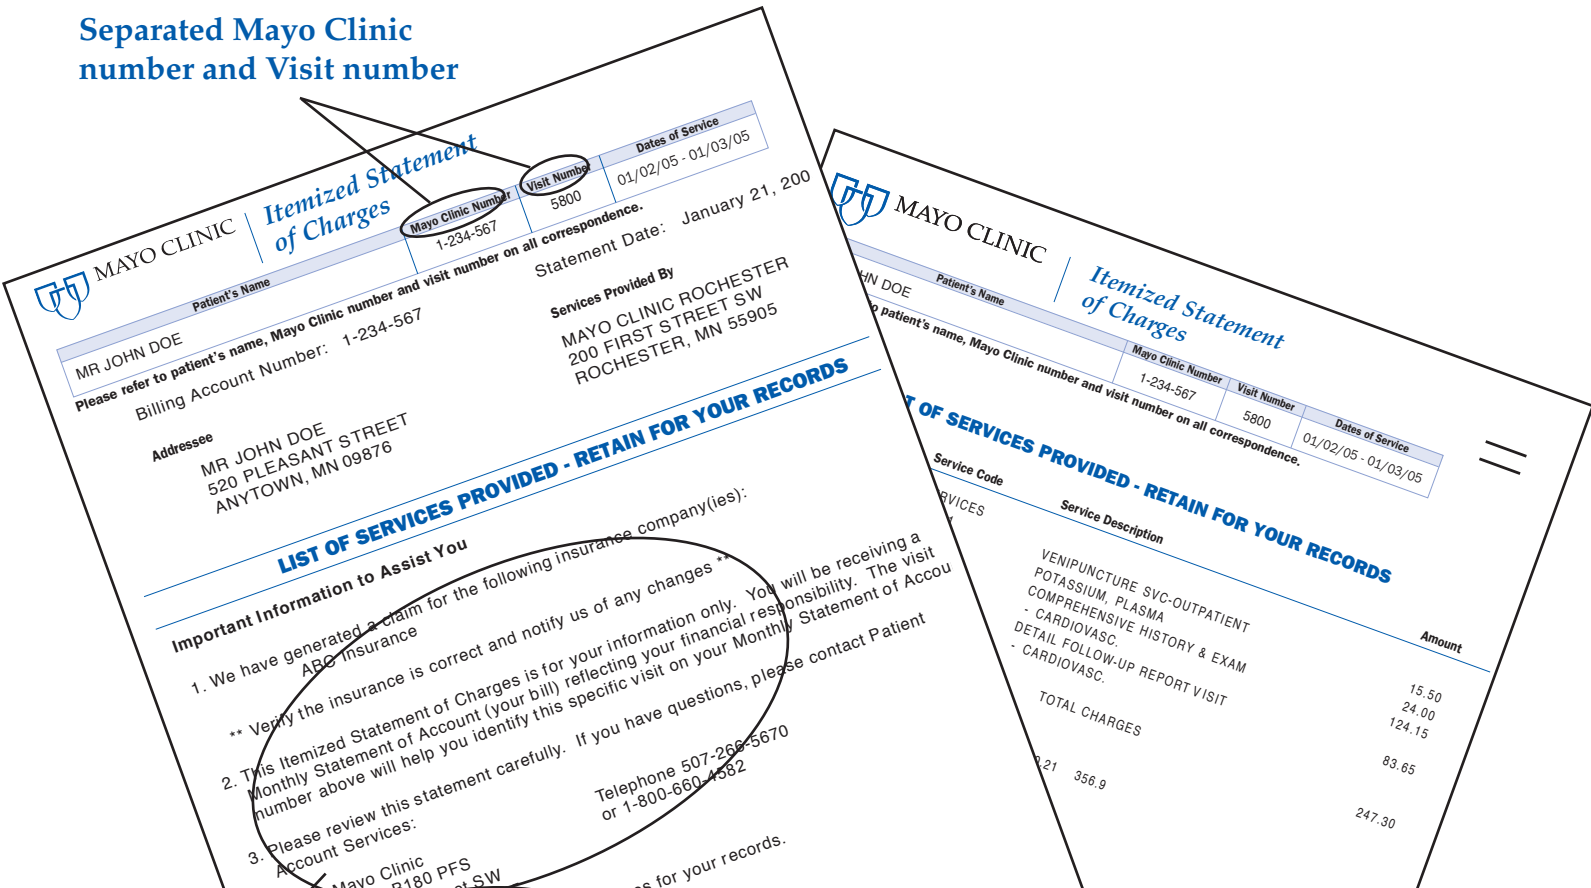 Separated Mayo Clinic
number and Visit number
MAYO CLINIC
Itemized Statement
of Charges
Patient's Name
Mayo Clinic Number
Visit Number
Dates of Service
MR JOHN DOE
1-234-567
5800
01/02/05 - 01/03/05
Please refer to patient's name, Mayo Clinic number and visit number on all correspondence.
Billing Account Number: 1-234-567
Statement Date: January 21, 200
Services Provided By
MAYO CLINIC ROCHESTER
200 FIRST STREET SW
ROCHESTER, MN 55905
Addressee
MR JOHN DOE
520 PLEASANT STREET
ANYTOWN, MN 09876
LIST OF SERVICES PROVIDED - RETAIN FOR YOUR RECORDS
Important Information to Assist You
1. We have generated a claim for the following insurance company(ies):
ABC Insurance
** Verify the insurance is correct and notify us of any changes **
2. This Itemized Statement of Charges is for your information only. You will be receiving a
Monthly Statement of Account (your bill) reflecting your financial responsibility. The visit
number above will help you identify this specific visit on your Monthly Statement of Accou
3. Please review this statement carefully. If you have questions, please contact Patient
Account Services:
Telephone 507-266-5670
or 1-800-660-4582
Mayo Clinic
B180 PFS
et SW
s for your records.
MAYO CLINIC
Itemized Statement
of Charges
Patient's Name
Mayo Clinic Number
Visit Number
Dates of Service
HN DOE
1-234-567
5800
01/02/05 - 01/03/05
o patient's name, Mayo Clinic number and visit number on all correspondence.
T OF SERVICES PROVIDED - RETAIN FOR YOUR RECORDS
Service Code
Service Description
Amount
RVICES
VENIPUNCTURE SVC-OUTPATIENT
15.50
POTASSIUM, PLASMA
24.00
COMPREHENSIVE HISTORY & EXAM
124.15
- CARDIOVASC.
DETAIL FOLLOW-UP REPORT VISIT
83.65
- CARDIOVASC.
TOTAL CHARGES
247.30
.21 356.9